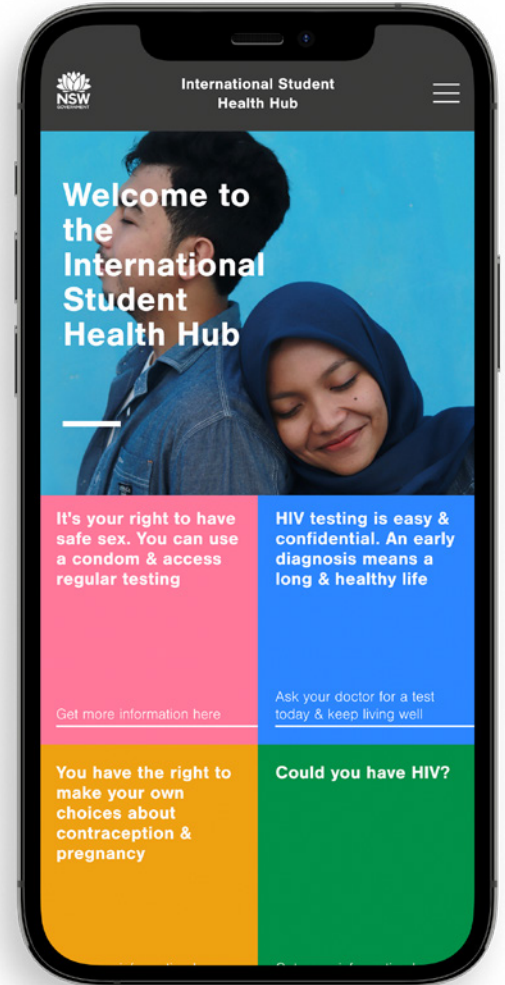 NSW
GOVERNMENT
International Student
Health Hub
Welcome to
the
International
Student
Health Hub
It's your right to have
safe sex. You can use
a condom & access
regular testing
Get more information here
HIV testing is easy &
confidential. An early
diagnosis means a
long & healthy life
Ask your doctor for a test
today & keep living well
You have the right to
make your own
choices about
contraception &
pregnancy
Could you have HIV?